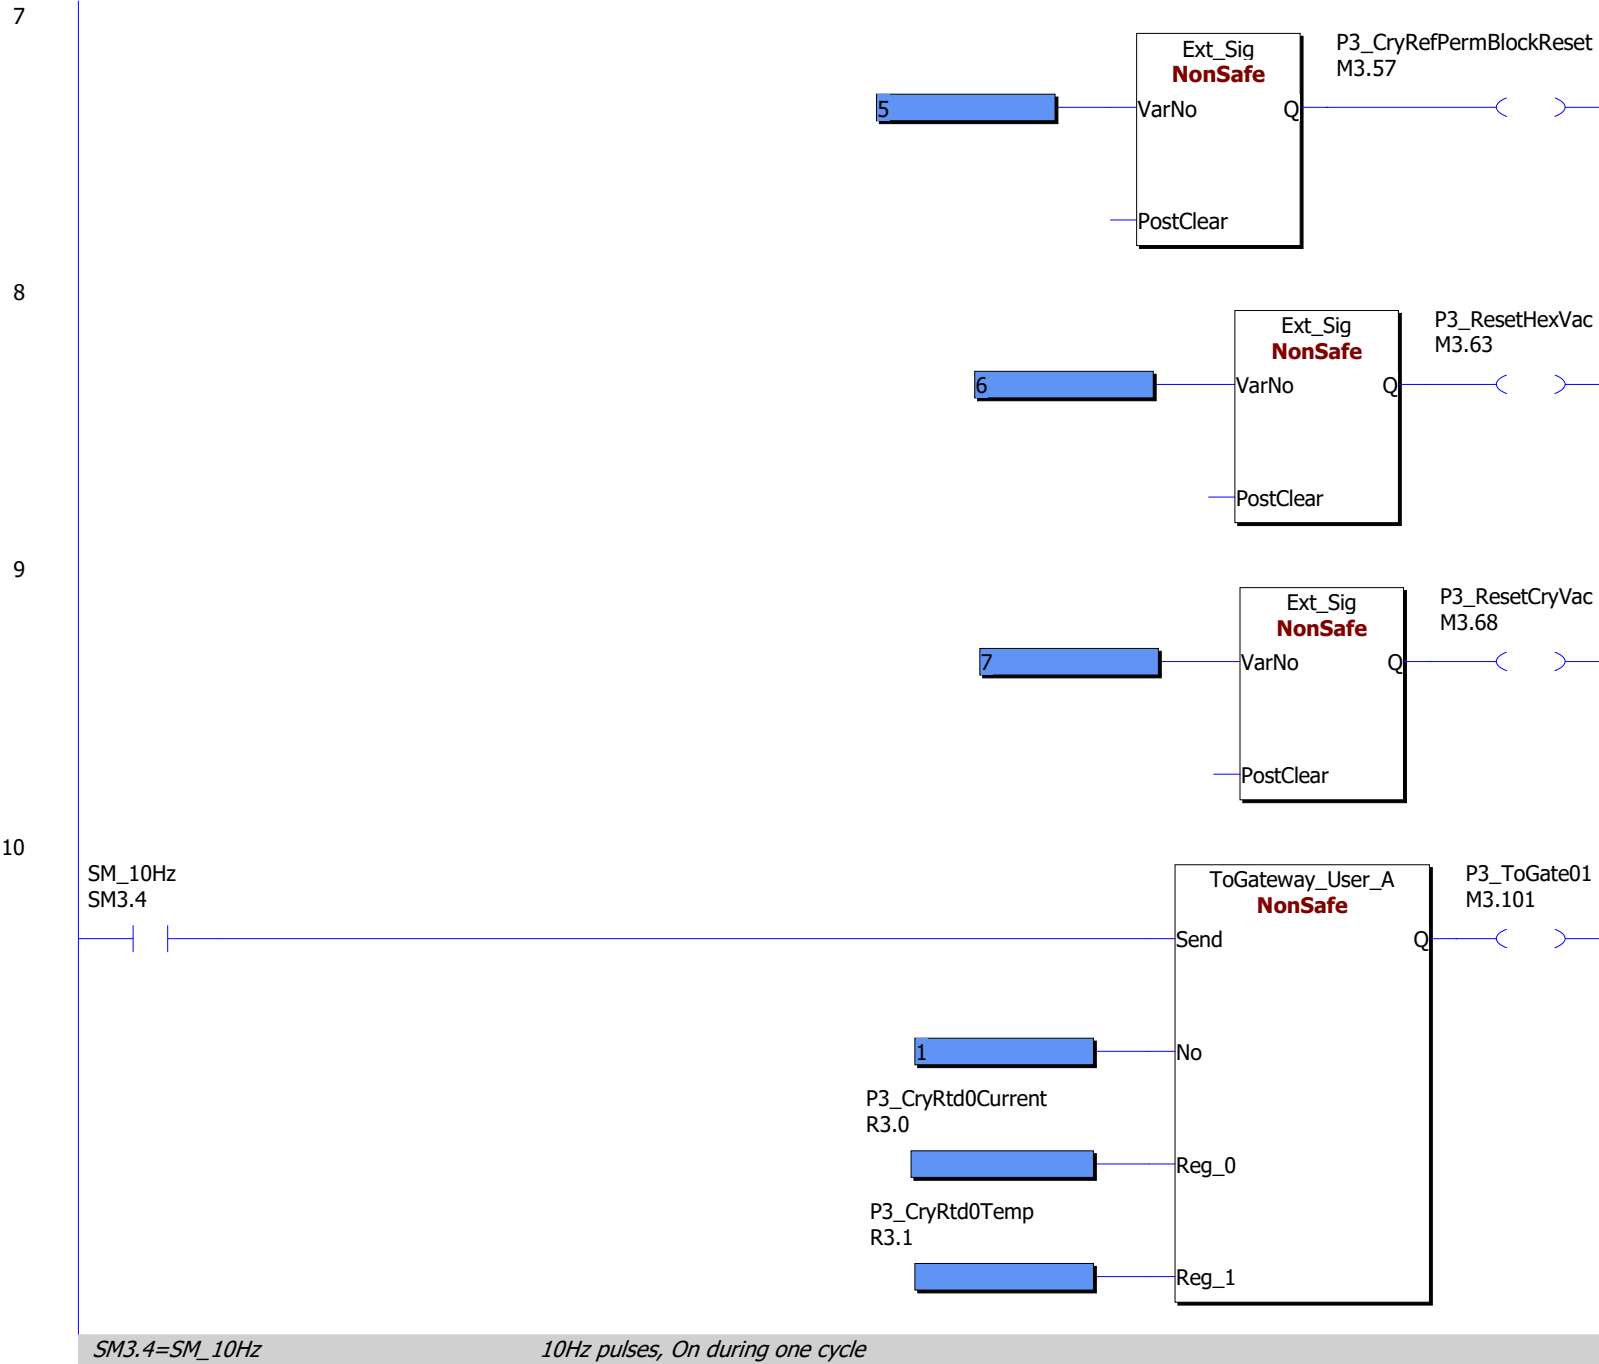 7
Ext_Sig
NonSafe
P3_CryRefPermBlockReset
M3.57
5
VarNo
Q
PostClear
8
Ext_Sig
NonSafe
P3_ResetHexVac
M3.63
6
VarNo
Q
PostClear
9
Ext_Sig
NonSafe
P3_ResetCryVac
M3.68
7
VarNo
Q
PostClear
10
SM_10Hz
SM3.4
ToGateway_User_A
NonSafe
P3_ToGate01
M3.101
Send
Q
1
No
P3_CryRtd0Current
R3.0
Reg_0
P3_CryRtd0Temp
R3.1
Reg_1
SM3.4=SM_10Hz 10Hz pulses, On during one cycle